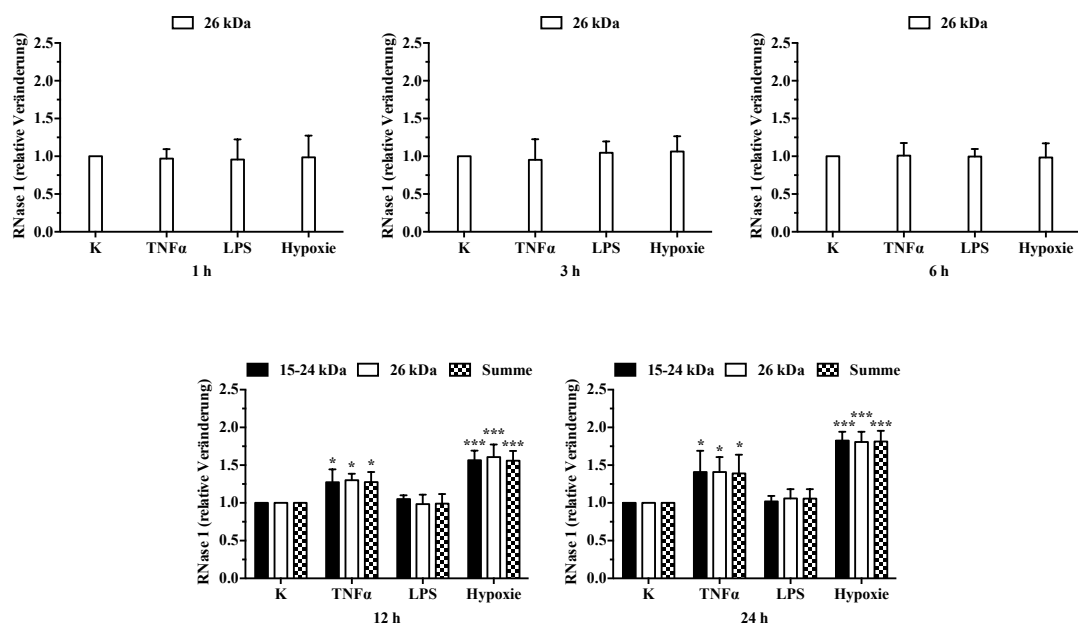 26 kDa
RNase 1 (relative Veränderung)
2.5
2.0
1.5
1.0
0.5
0.0
K TNFα LPS Hypoxie
1 h
26 kDa
RNase 1 (relative Veränderung)
2.5
2.0
1.5
1.0
0.5
0.0
K TNFα LPS Hypoxie
3 h
26 kDa
RNase 1 (relative Veränderung)
2.5
2.0
1.5
1.0
0.5
0.0
K TNFα LPS Hypoxie
6 h
15-24 kDa 26 kDa Summe
RNase 1 (relative Veränderung)
2.5
2.0
1.5
1.0
0.5
0.0
* * *
*** *** ***
K TNFα LPS Hypoxie
12 h
15-24 kDa 26 kDa Summe
RNase 1 (relative Veränderung)
2.5
2.0
1.5
1.0
0.5
0.0
* * *
*** *** ***
K TNFα LPS Hypoxie
24 h